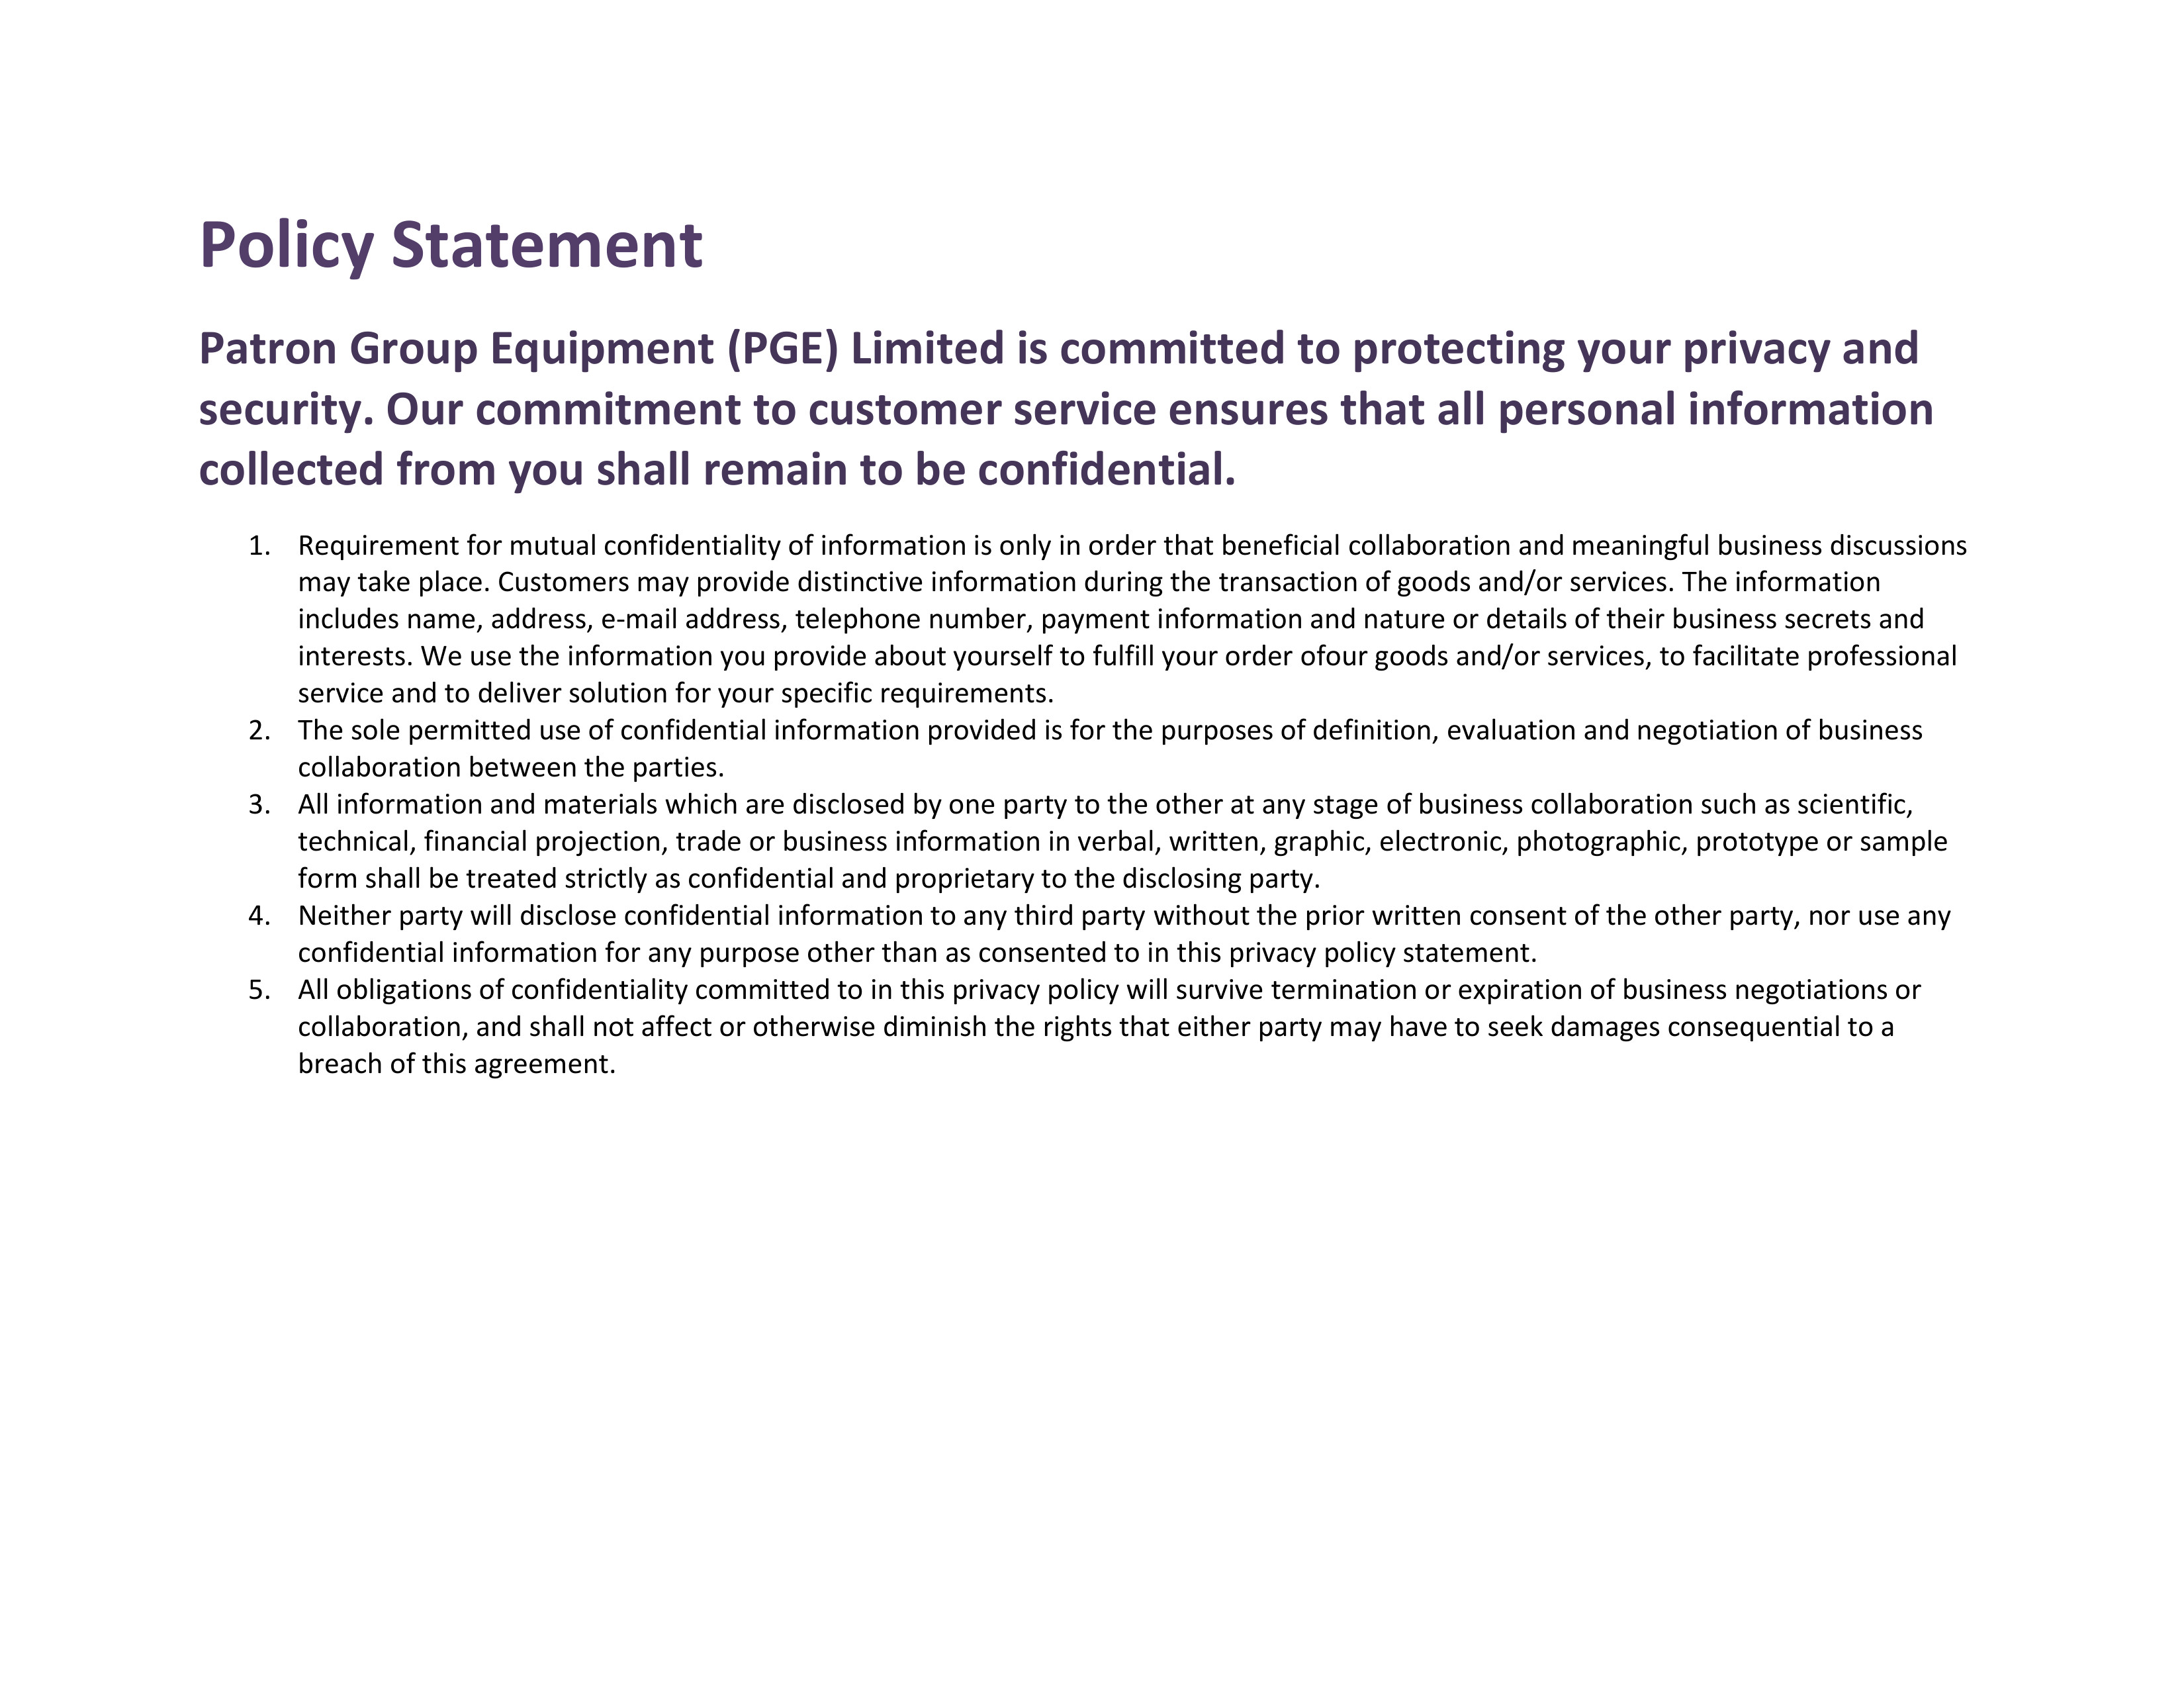 Policy Statement
Patron Group Equipment (PGE) Limited is committed to protecting your privacy and
security. Our commitment to customer service ensures that all personal information
collected from you shall remain to be confidential.
1. Requirement for mutual confidentiality of information is only in order that beneficial collaboration and meaningful business discussions
may take place. Customers may provide distinctive information during the transaction of goods and/or services. The information
includes name, address, e-mail address, telephone number, payment information and nature or details of their business secrets and
interests. We use the information you provide about yourself to fulfill your order ofour goods and/or services, to facilitate professional
service and to deliver solution for your specific requirements.
2. The sole permitted use of confidential information provided is for the purposes of definition, evaluation and negotiation of business
collaboration between the parties.
3. All information and materials which are disclosed by one party to the other at any stage of business collaboration such as scientific,
technical, financial projection, trade or business information in verbal, written, graphic, electronic, photographic, prototype or sample
form shall be treated strictly as confidential and proprietary to the disclosing party.
4. Neither party will disclose confidential information to any third party without the prior written consent of the other party, nor use any
confidential information for any purpose other than as consented to in this privacy policy statement.
5. All obligations of confidentiality committed to in this privacy policy will survive termination or expiration of business negotiations or
collaboration, and shall not affect or otherwise diminish the rights that either party may have to seek damages consequential to a
breach of this agreement.